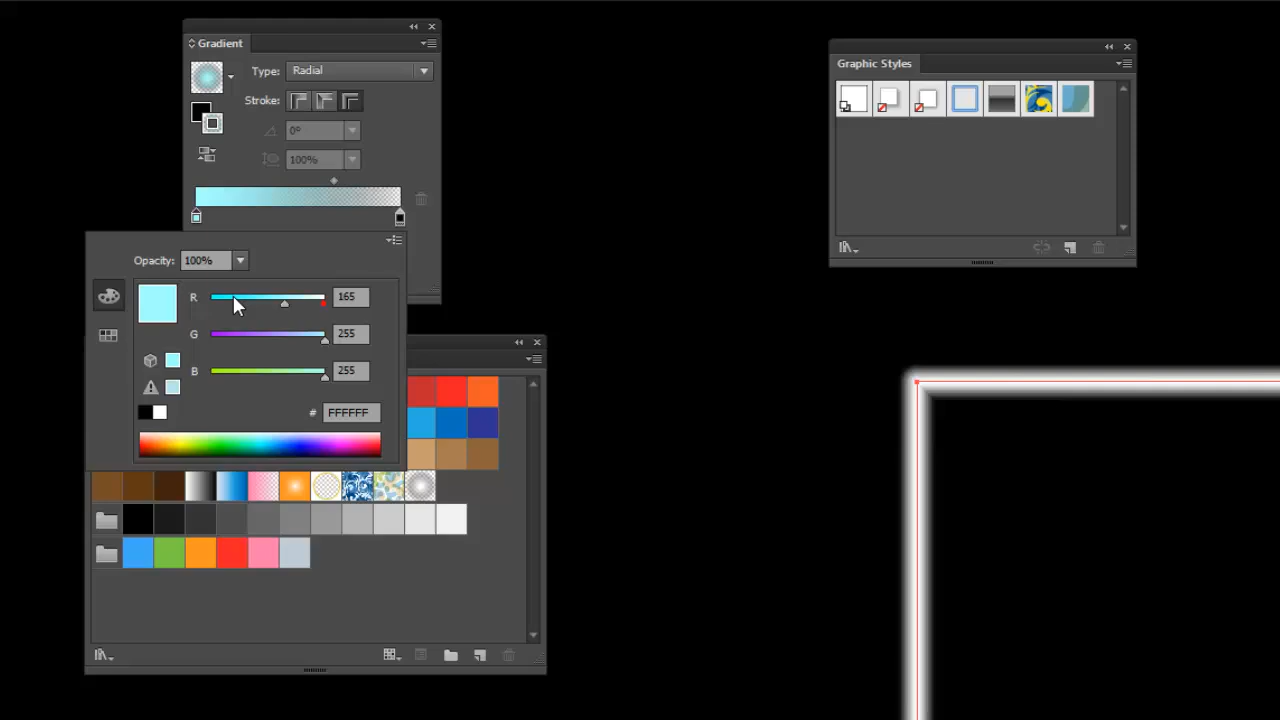 Gradient
Type: Radial
Stroke:
0°
100%
Opacity: 100%
R 165
G 255
B 255
# FFFFFF
Graphic Styles